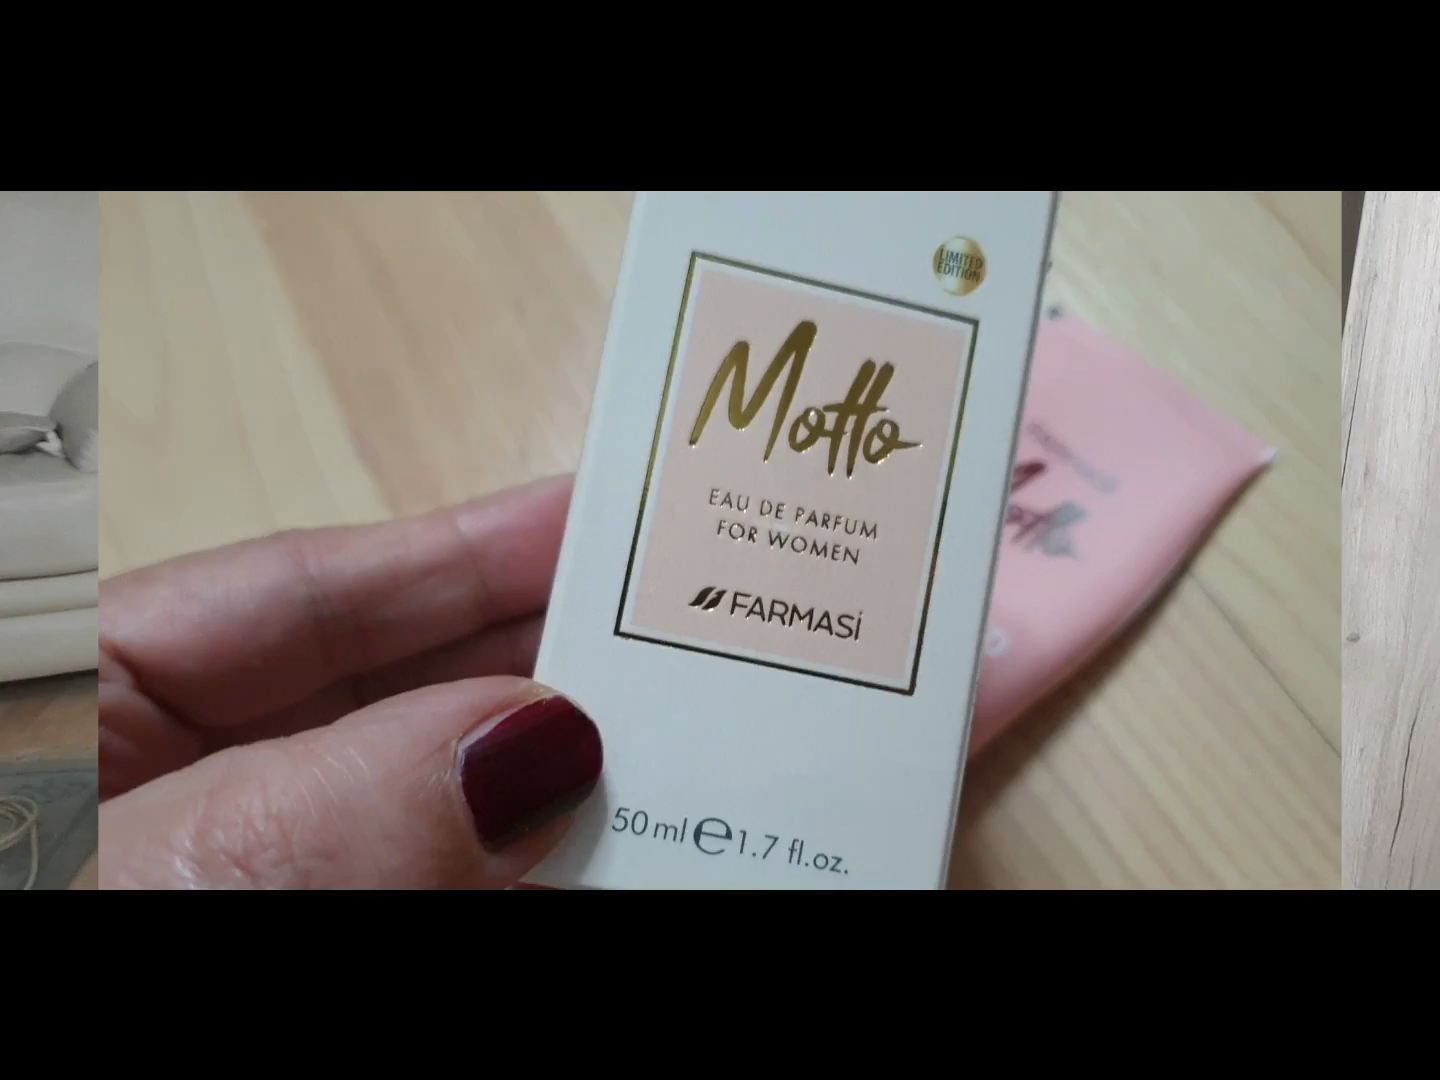 LIMITED
EDITION
Motto
EAU DE PARFUM
FOR WOMEN
FARMASİ
50 ml e 1.7 fl.oz.